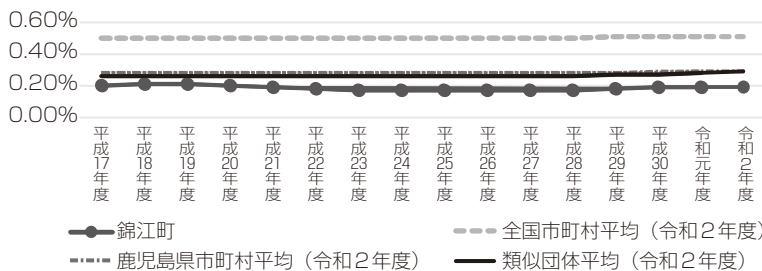 0.60%
0.40%
0.20%
0.00%
平成17年度
平成18年度
平成19年度
平成20年度
平成21年度
平成22年度
平成23年度
平成24年度
平成25年度
平成26年度
平成27年度
平成28年度
平成29年度
平成30年度
令和元年度
令和2年度
錦江町
全国市町村平均（令和２年度）
鹿児島県市町村平均（令和２年度）
類似団体平均（令和２年度）